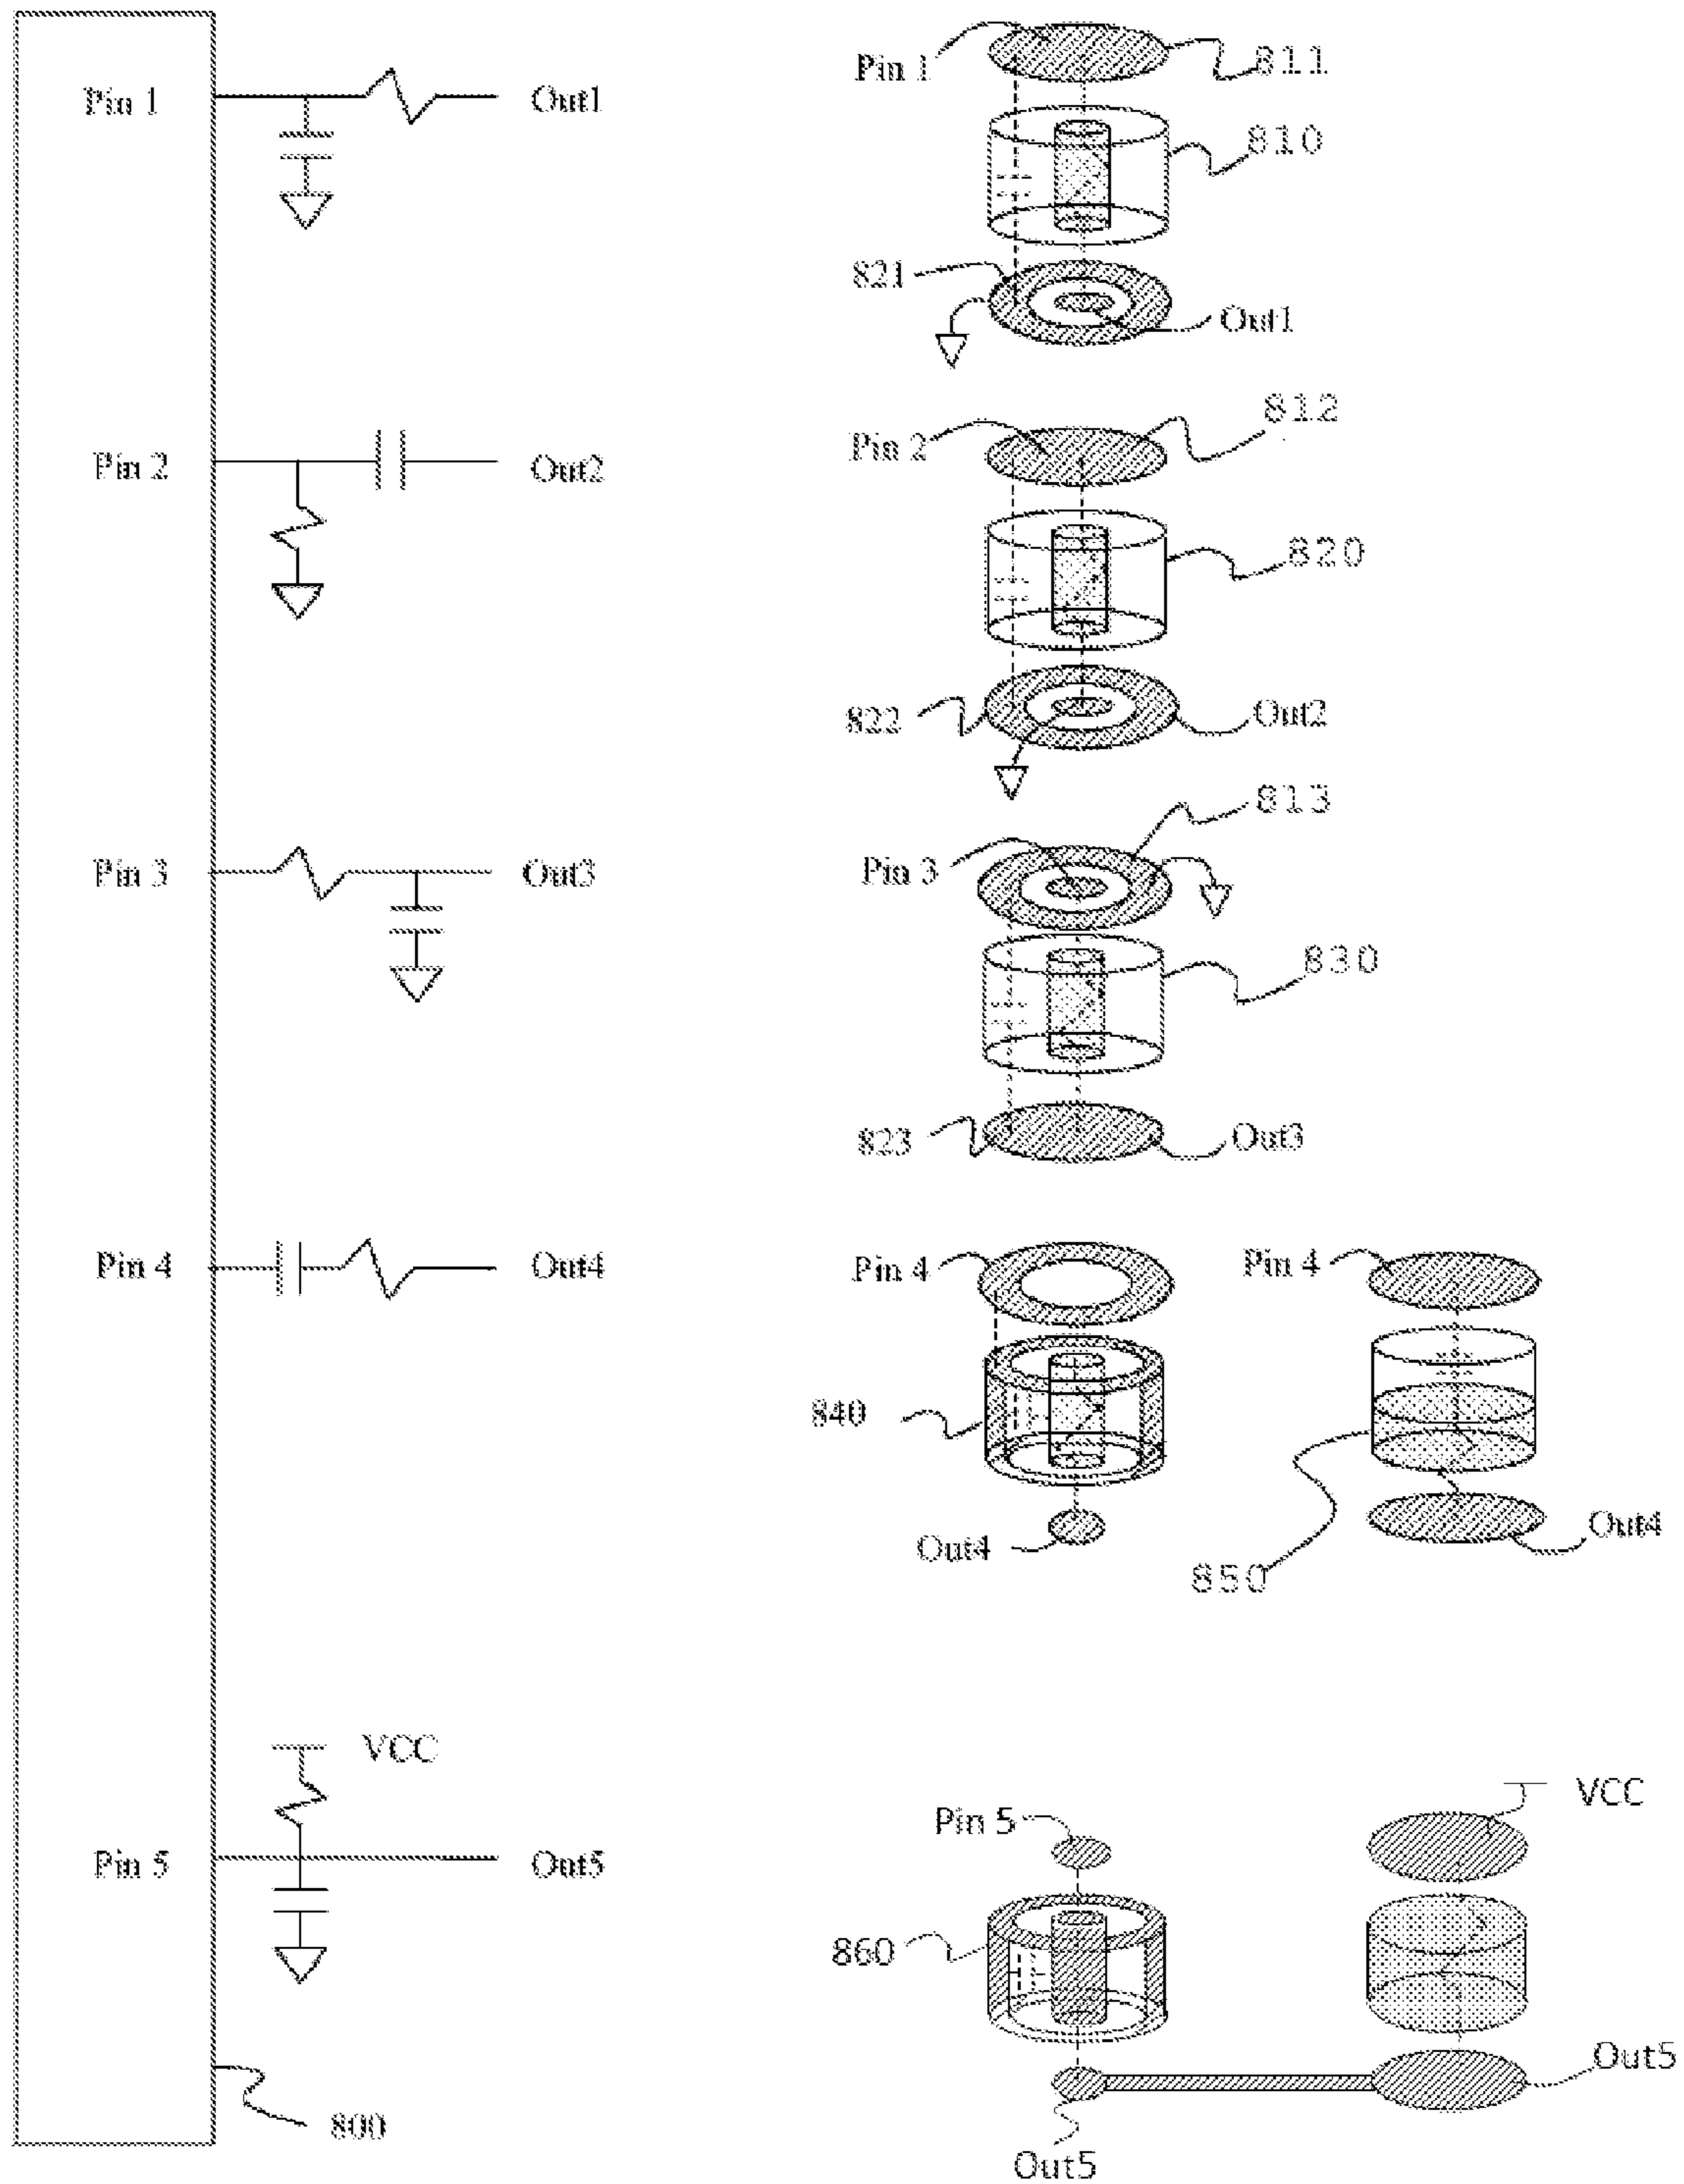 Pin 1
Out1
Pin 1
811
810
821
Out1
Pin 2
Out2
Pin 2
812
820
822
Out2
Pin 3
Out3
Pin 3
813
830
823
Out3
Pin 4
Out4
Pin 4
840
Out4
Pin 4
850
Out4
VCC
Pin 5
Out5
800
Pin 5
860
Out5
VCC
Out5